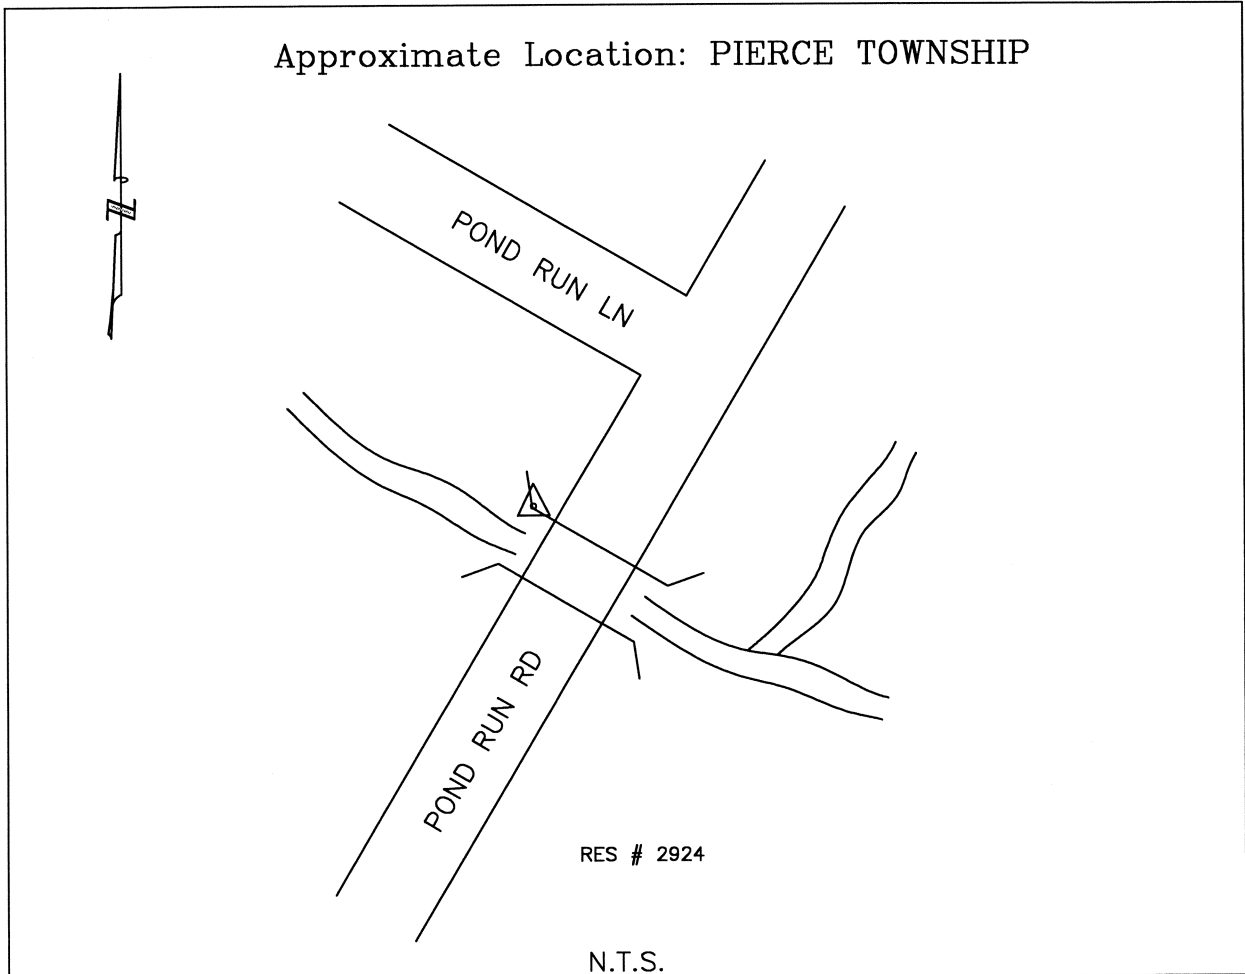 Approximate Location: PIERCE TOWNSHIP
N
POND RUN LN
POND RUN RD
RES # 2924
N.T.S.